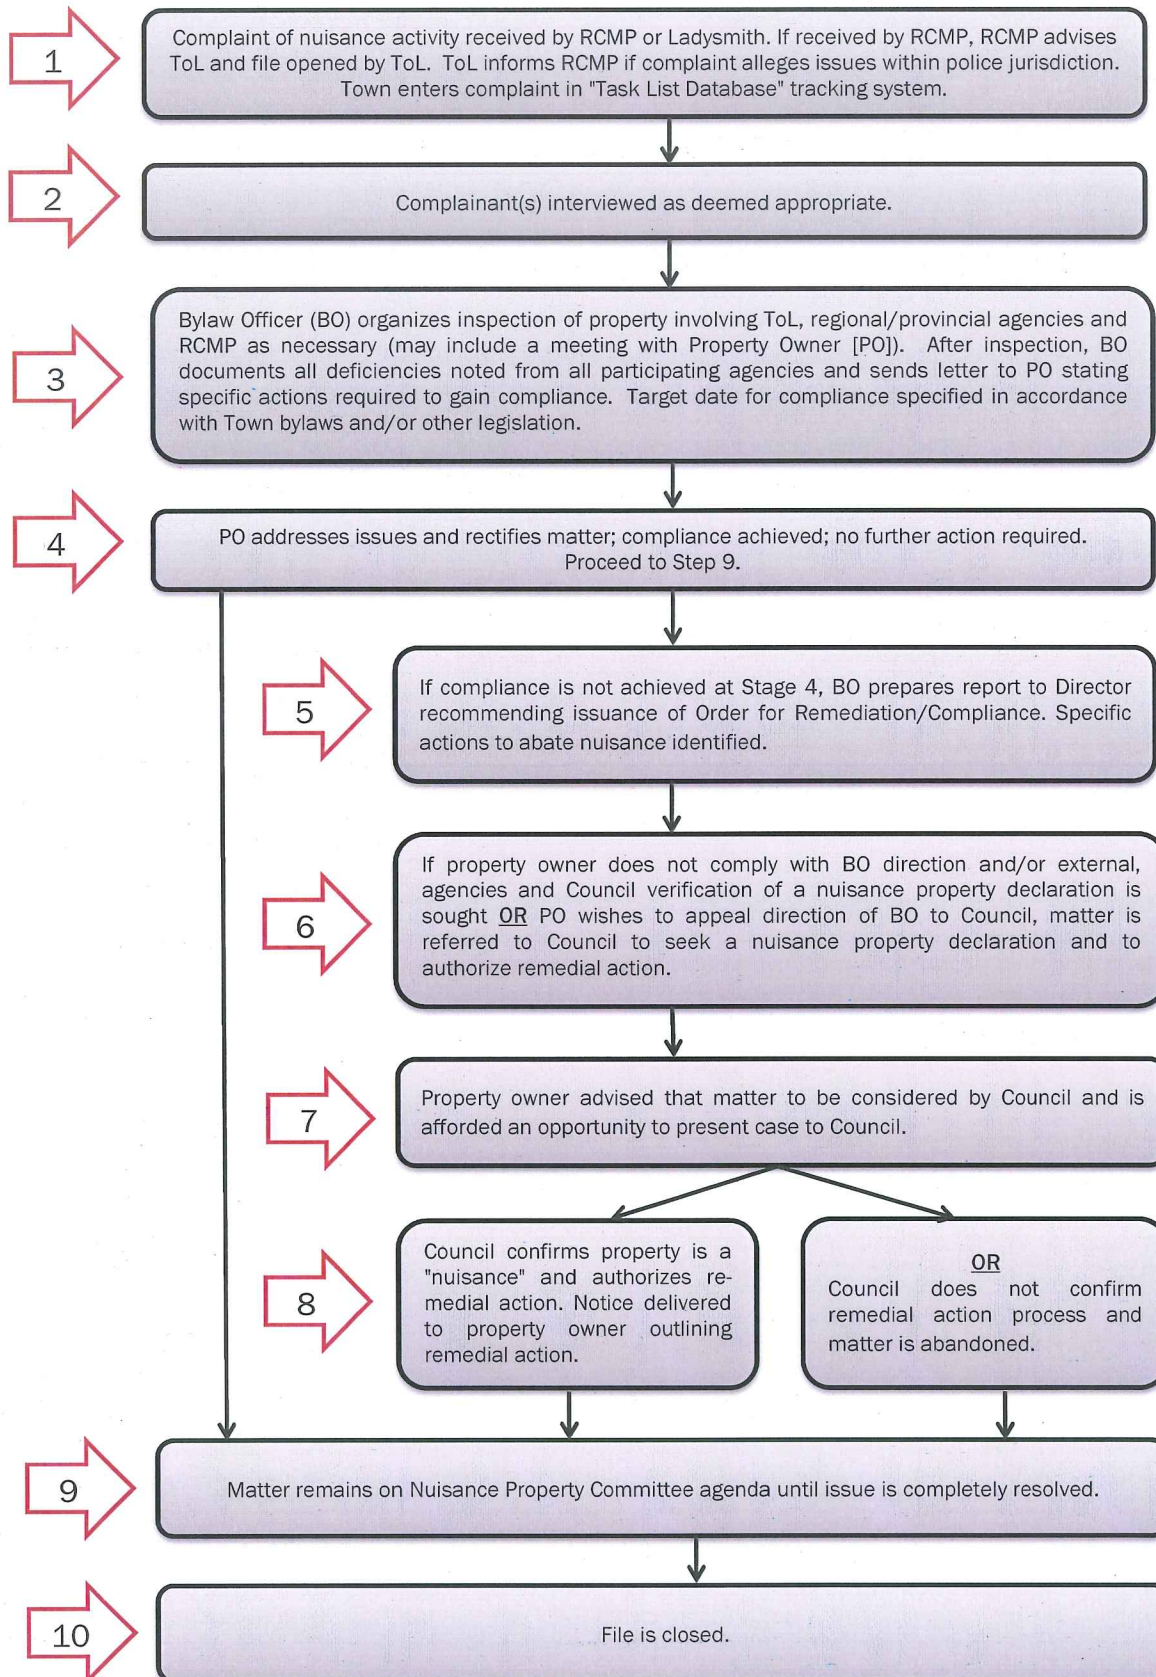 1
Complaint of nuisance activity received by RCMP or Ladysmith. If received by RCMP, RCMP advises
ToL and file opened by ToL. ToL informs RCMP if complaint alleges issues within police jurisdiction.
Town enters complaint in "Task List Database" tracking system.
2
Complainant(s) interviewed as deemed appropriate.
3
Bylaw Officer (BO) organizes inspection of property involving ToL, regional/provincial agencies and
RCMP as necessary (may include a meeting with Property Owner [PO]). After inspection, BO
documents all deficiencies noted from all participating agencies and sends letter to PO stating
specific actions required to gain compliance. Target date for compliance specified in accordance
with Town bylaws and/or other legislation.
4
PO addresses issues and rectifies matter; compliance achieved; no further action required.
Proceed to Step 9.
5
If compliance is not achieved at Stage 4, BO prepares report to Director
recommending issuance of Order for Remediation/Compliance. Specific
actions to abate nuisance identified.
6
If property owner does not comply with BO direction and/or external,
agencies and Council verification of a nuisance property declaration is
sought OR PO wishes to appeal direction of BO to Council, matter is
referred to Council to seek a nuisance property declaration and to
authorize remedial action.
7
Property owner advised that matter to be considered by Council and is
afforded an opportunity to present case to Council.
8
Council confirms property is a
"nuisance" and authorizes re-
medial action. Notice delivered
to property owner outlining
remedial action.
OR
Council does not confirm
remedial action process and
matter is abandoned.
9
Matter remains on Nuisance Property Committee agenda until issue is completely resolved.
10
File is closed.